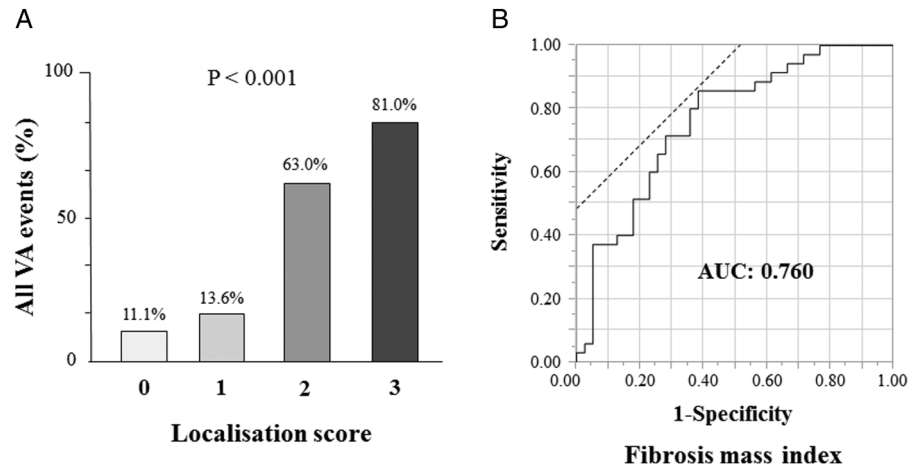 A
P < 0.001
100
50
0
All VA events (%)
11.1%
13.6%
63.0%
81.0%
0 1 2 3
Localisation score
B
1.00
0.80
0.60
0.40
0.20
0.00
Sensitivity
AUC: 0.760
0.00 0.20 0.40 0.60 0.80 1.00
1-Specificity
Fibrosis mass index